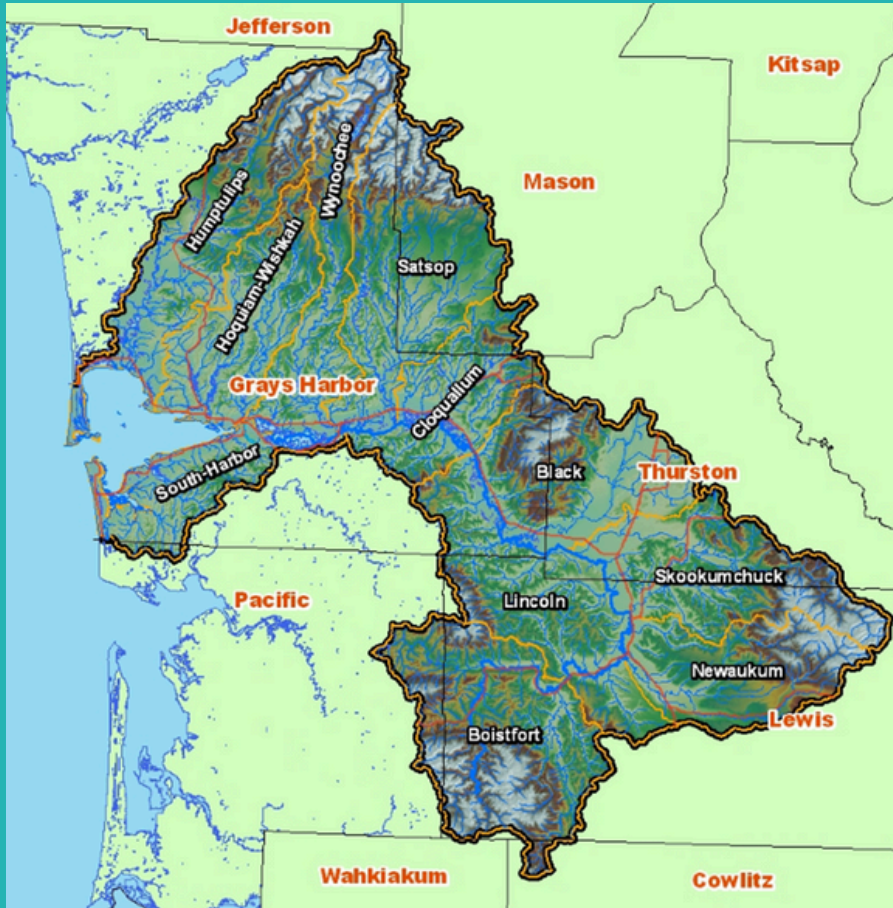 Jefferson
Kitsap
Mason
Humptulips
Wynoochee
Hoquiam-Wishkah
Satsop
Grays Harbor
Cloquallum
South-Harbor
Black
Thurston
Skookumchuck
Pacific
Lincoln
Newaukum
Lewis
Boistfort
Wahkiakum
Cowlitz